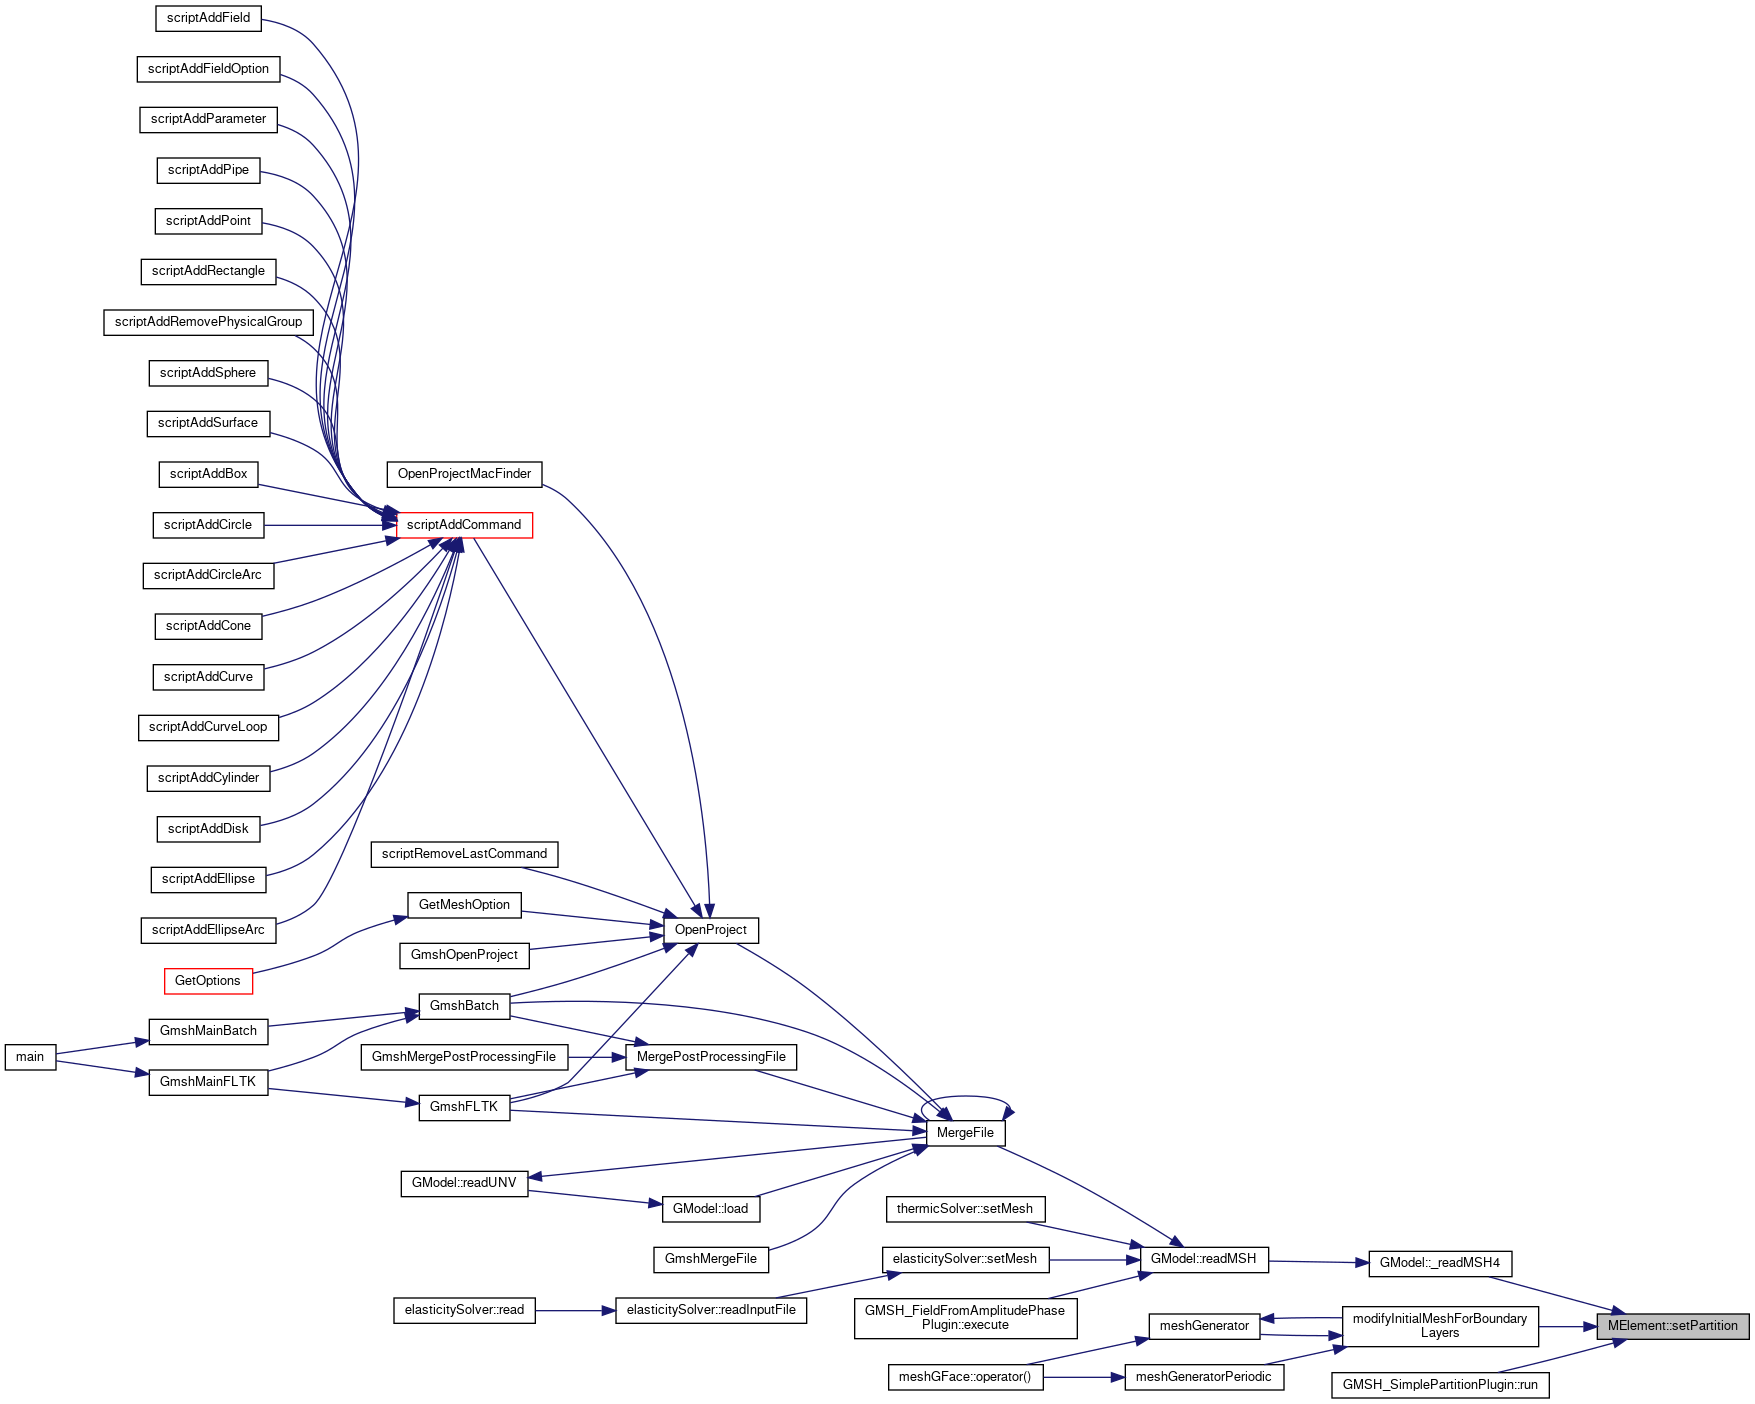 scriptAddField
scriptAddFieldOption
scriptAddParameter
scriptAddPipe
scriptAddPoint
scriptAddRectangle
scriptAddRemovePhysicalGroup
scriptAddSphere
scriptAddSurface
scriptAddBox
OpenProjectMacFinder
scriptAddCircle
scriptAddCommand
scriptAddCircleArc
scriptAddCone
scriptAddCurve
scriptAddCurveLoop
scriptAddCylinder
scriptAddDisk
scriptRemoveLastCommand
scriptAddEllipse
GetMeshOption
scriptAddEllipseArc
OpenProject
GmshOpenProject
GetOptions
GmshBatch
GmshMainBatch
main
GmshMergePostProcessingFile
MergePostProcessingFile
GmshMainFLTK
GmshFLTK
MergeFile
GModel::readUNV
GModel::load
thermicSolver::setMesh
GmshMergeFile
elasticitySolver::setMesh
GModel::readMSH
GModel::_readMSH4
elasticitySolver::read
elasticitySolver::readInputFile
GMSH_FieldFromAmplitudePhase
Plugin::execute
meshGenerator
modifyInitialMeshForBoundary
Layers
MElement::setPartition
meshGFace::operator()
meshGeneratorPeriodic
GMSH_SimplePartitionPlugin::run